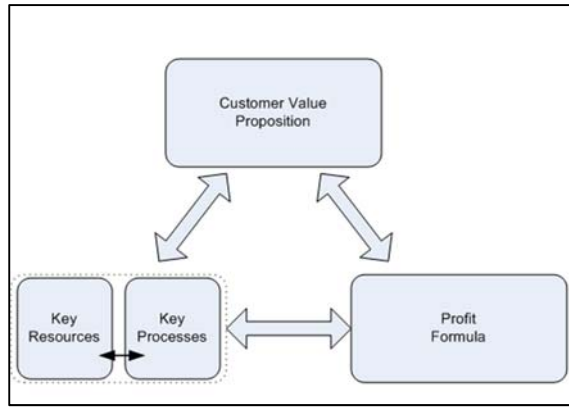 Customer Value
Proposition
Key
Resources
Key
Processes
Profit
Formula